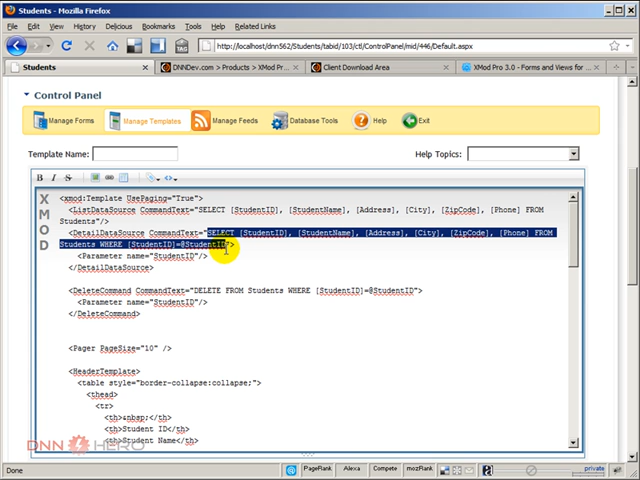 Students - Mozilla Firefox
File Edit View History Delicious Bookmarks Tools Help Related Links
http://localhost/dnn562/Students/tabid/103/ctl/ControlPanel/mid/446/Default.aspx
Students
DNNDev.com > Products > XMod Pr...
Client Download Area
XMod Pro 3.0 - Forms and Views for ...
Control Panel
Manage Forms
Manage Templates
Manage Feeds
Database Tools
Help
Exit
Template Name:
Help Topics:
B I S
XMOD
<xmod:Template UsePaging="True">
<ListDataSource CommandText="SELECT [StudentID], [StudentName], [Address], [City], [ZipCode], [Phone] FROM
Students"/>
<DetailDataSource CommandText="SELECT [StudentID], [StudentName], [Address], [City], [ZipCode], [Phone] FROM
Students WHERE [StudentID]=@StudentID">
<Parameter name="StudentID"/>
</DetailDataSource>
<DeleteCommand CommandText="DELETE FROM Students WHERE [StudentID]=@StudentID">
<Parameter name="StudentID"/>
</DeleteCommand>
<Pager PageSize="10" />
<HeaderTemplate>
<table style="border-collapse:collapse;">
<thead>
<tr>
<th>&nbsp;</th>
<th>Student ID</th>
<th>Student Name</th>
DNN HERO
Done
PageRank
Alexa
Compete
mozRank
private